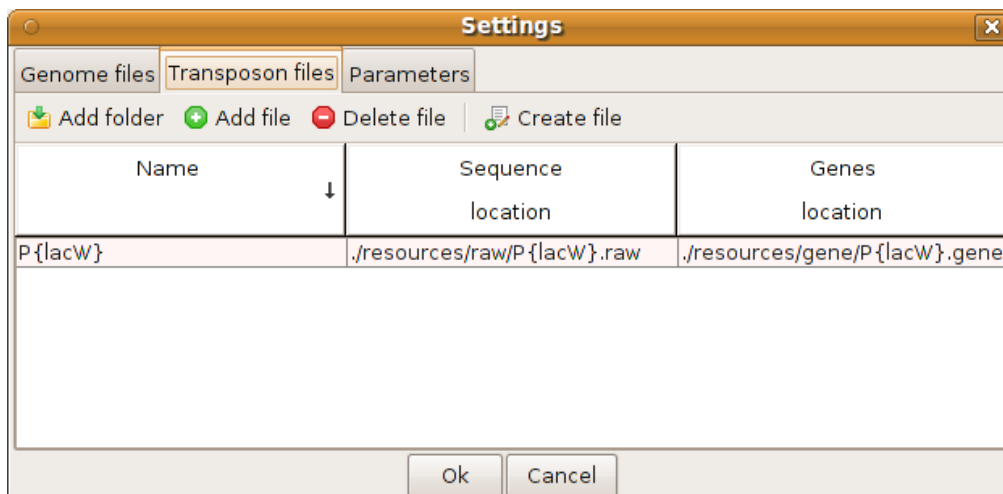 Settings
Genome files Transposon files Parameters
Add folder Add file Delete file Create file
Name Sequence location Genes location
P{lacW} ./resources/raw/P{lacW}.raw ./resources/gene/P{lacW}.gene
Ok Cancel